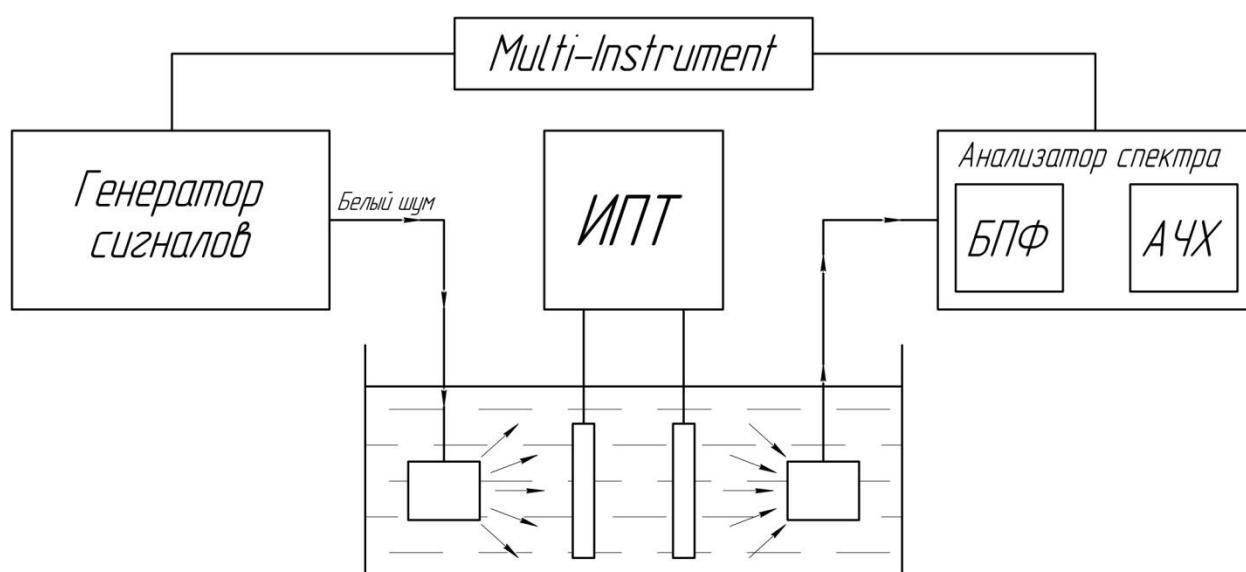 Multi-Instrument
Генератор
сигналов
Белый шум
ИПТ
Анализатор спектра
БПФ
АЧХ